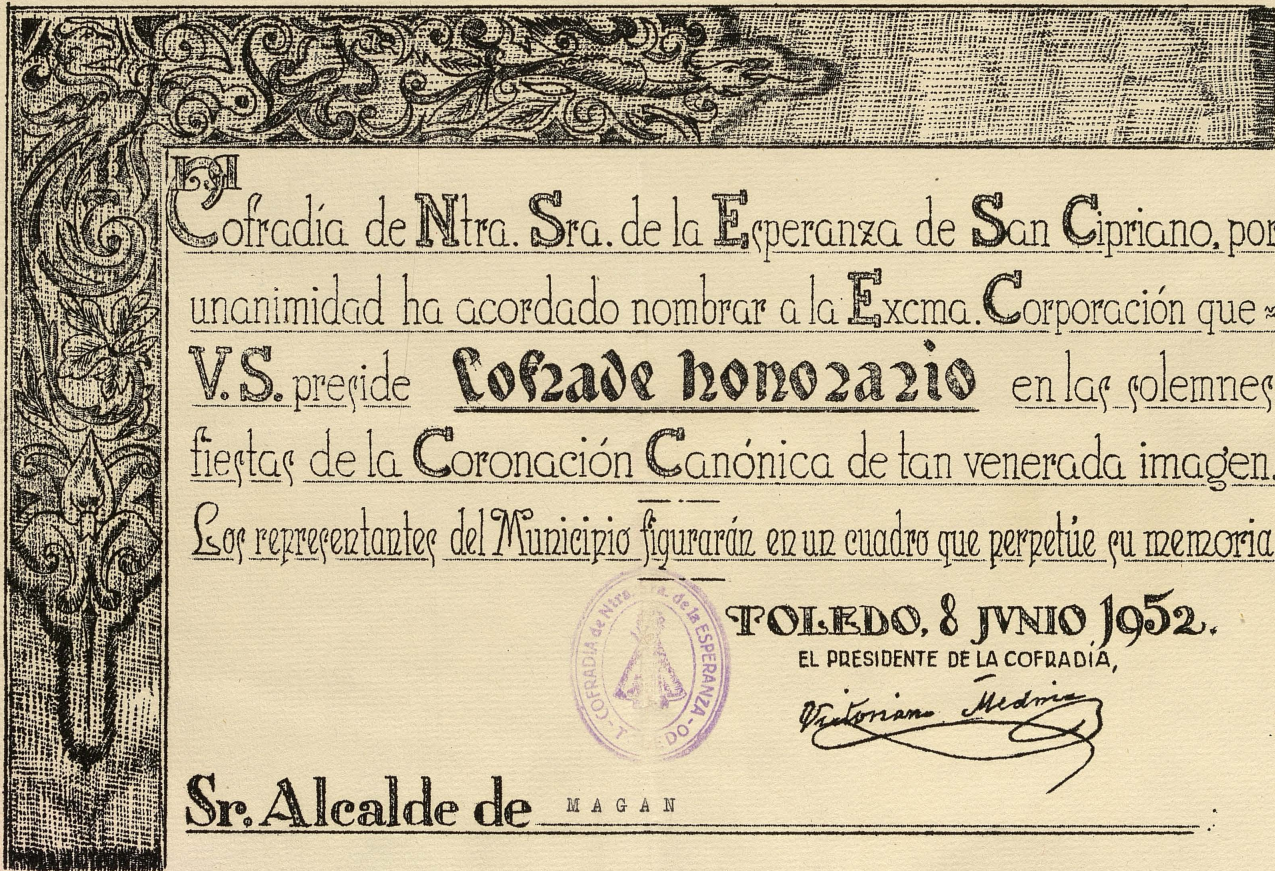 Cofradía de Ntra. Sra. de la Esperanza de San Cipriano, por
unanimidad ha acordado nombrar a la Excma. Corporación que ~
V. S. preside Cofrade honorario en las solemnes
fiestas de la Coronación Canónica de tan venerada imagen.
Los representantes del Municipio figurarán en un cuadro que perpetúe su memoria
COFRADIA de Ntra. Sra. de la ESPERANZA
TOLEDO, 8 JVNIO 1952.
EL PRESIDENTE DE LA COFRADÍA,
Victoriano Medina
Sr. Alcalde de MAGAN